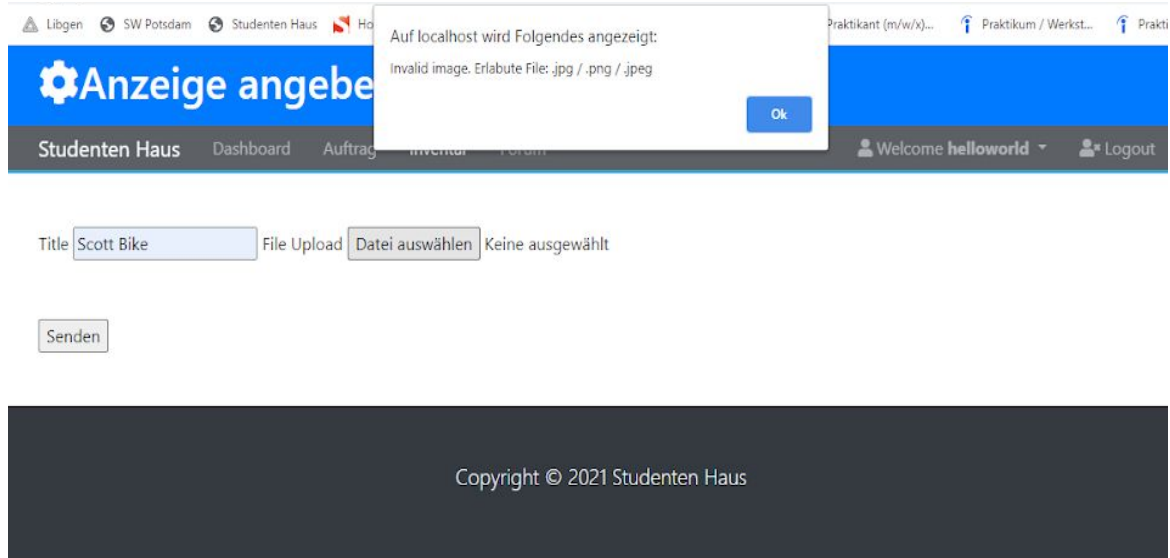 Libgen SW Potsdam Studenten Haus Ho Praktikant (m/w/x)... Praktikum / Werkst... Prakti
Auf localhost wird Folgendes angezeigt:
Invalid image. Erlabute File: .jpg / .png / .jpeg
Ok
Anzeige angebe
Studenten Haus Dashboard Auftrag Inventar Forum Welcome helloworld Logout
Title Scott Bike File Upload Datei auswählen Keine ausgewählt
Senden
Copyright © 2021 Studenten Haus